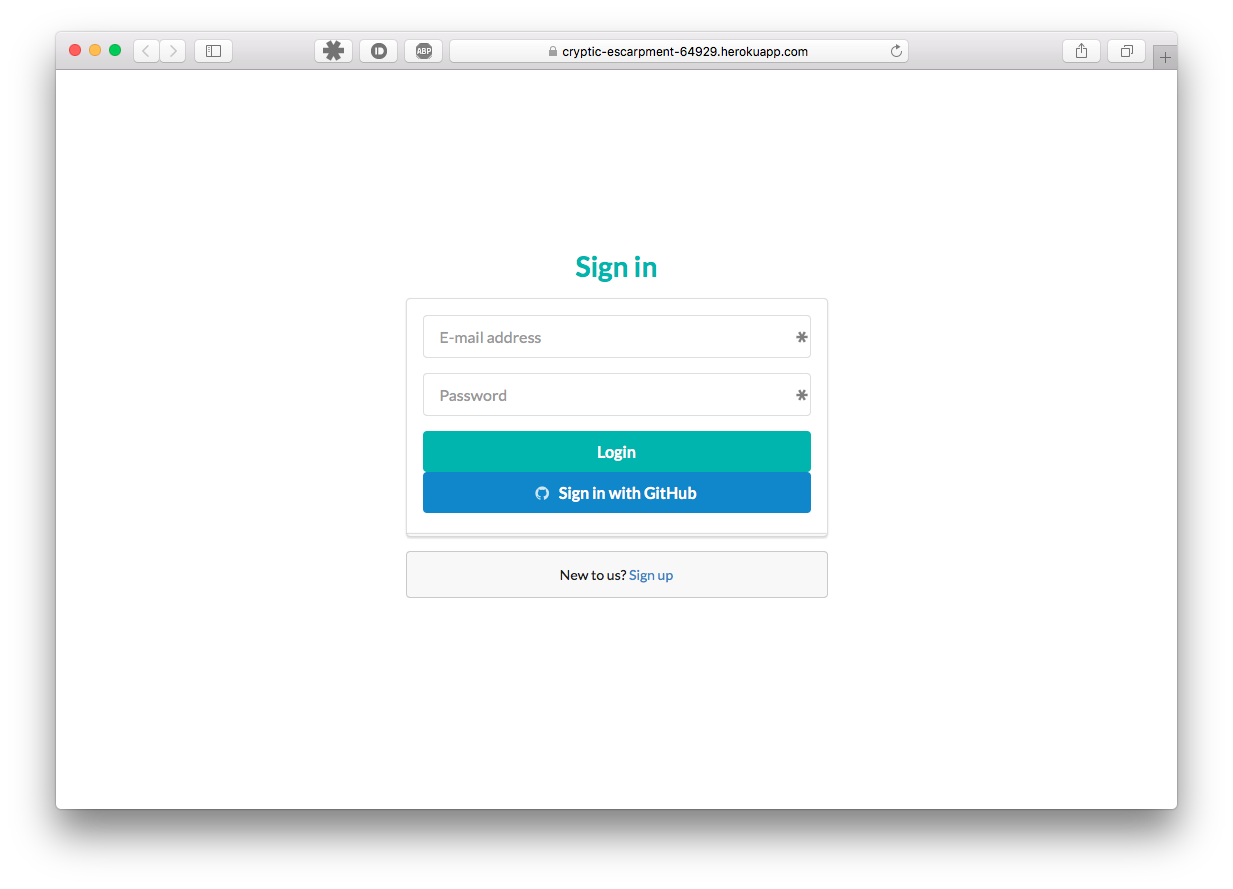 ABP
cryptic-escarpment-64929.herokuapp.com
Sign in
E-mail address
Password
Login
Sign in with GitHub
New to us? Sign up